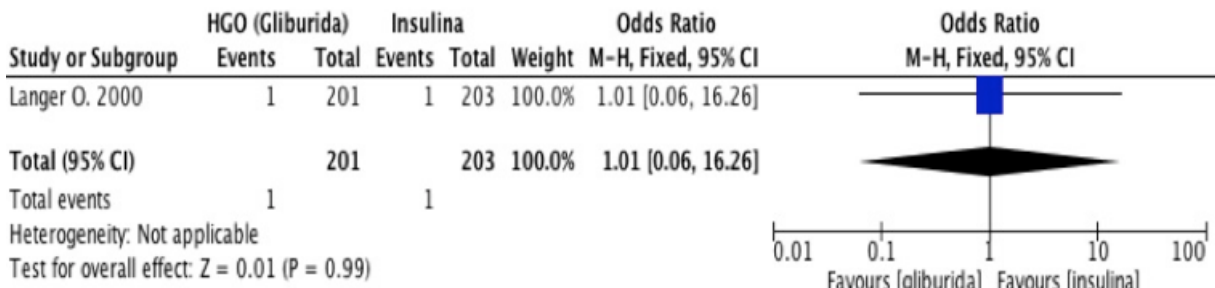 HGO (Gliburida) Insulina Odds Ratio Odds Ratio
Study or Subgroup Events Total Events Total Weight M-H, Fixed, 95% CI M-H, Fixed, 95% CI
Langer O. 2000 1 201 1 203 100.0% 1.01 [0.06, 16.26]
Total (95% CI) 201 203 100.0% 1.01 [0.06, 16.26]
Total events 1 1
Heterogeneity: Not applicable
Test for overall effect: Z = 0.01 (P = 0.99)
0.01 0.1 1 10 100
Favours [gliburida] Favours [insulina]